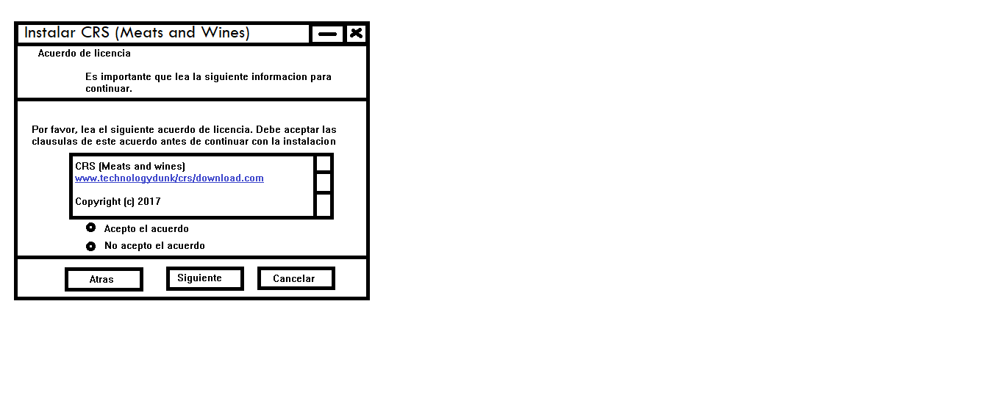 Instalar CRS (Meats and Wines)
Acuerdo de licencia
Es importante que lea la siguiente informacion para
continuar.
Por favor, lea el siguiente acuerdo de licencia. Debe aceptar las
clausulas de este acuerdo antes de continuar con la instalacion
CRS (Meats and wines)
www.technologydunk/crs/download.com
Copyright (c) 2017
Acepto el acuerdo
No acepto el acuerdo
Atras Siguiente Cancelar